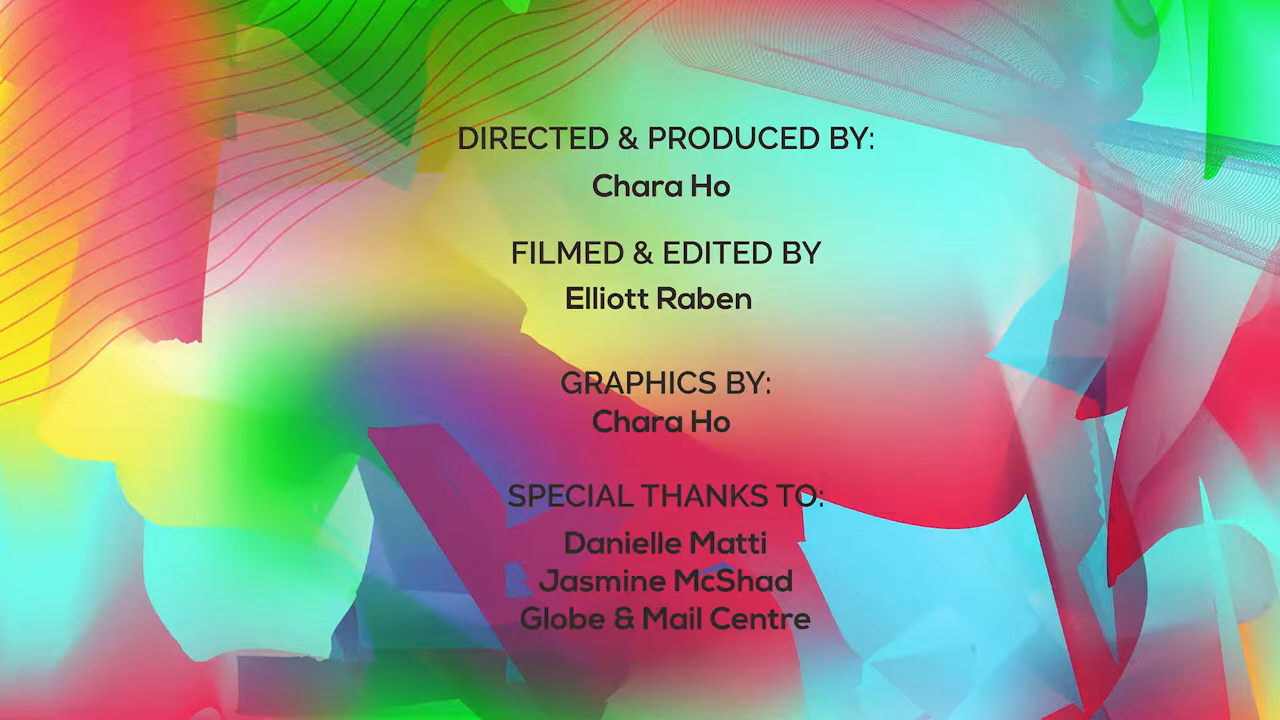 DIRECTED & PRODUCED BY:
Chara Ho
FILMED & EDITED BY
Elliott Raben
GRAPHICS BY:
Chara Ho
SPECIAL THANKS TO:
Danielle Matti
Jasmine McShad
Globe & Mail Centre